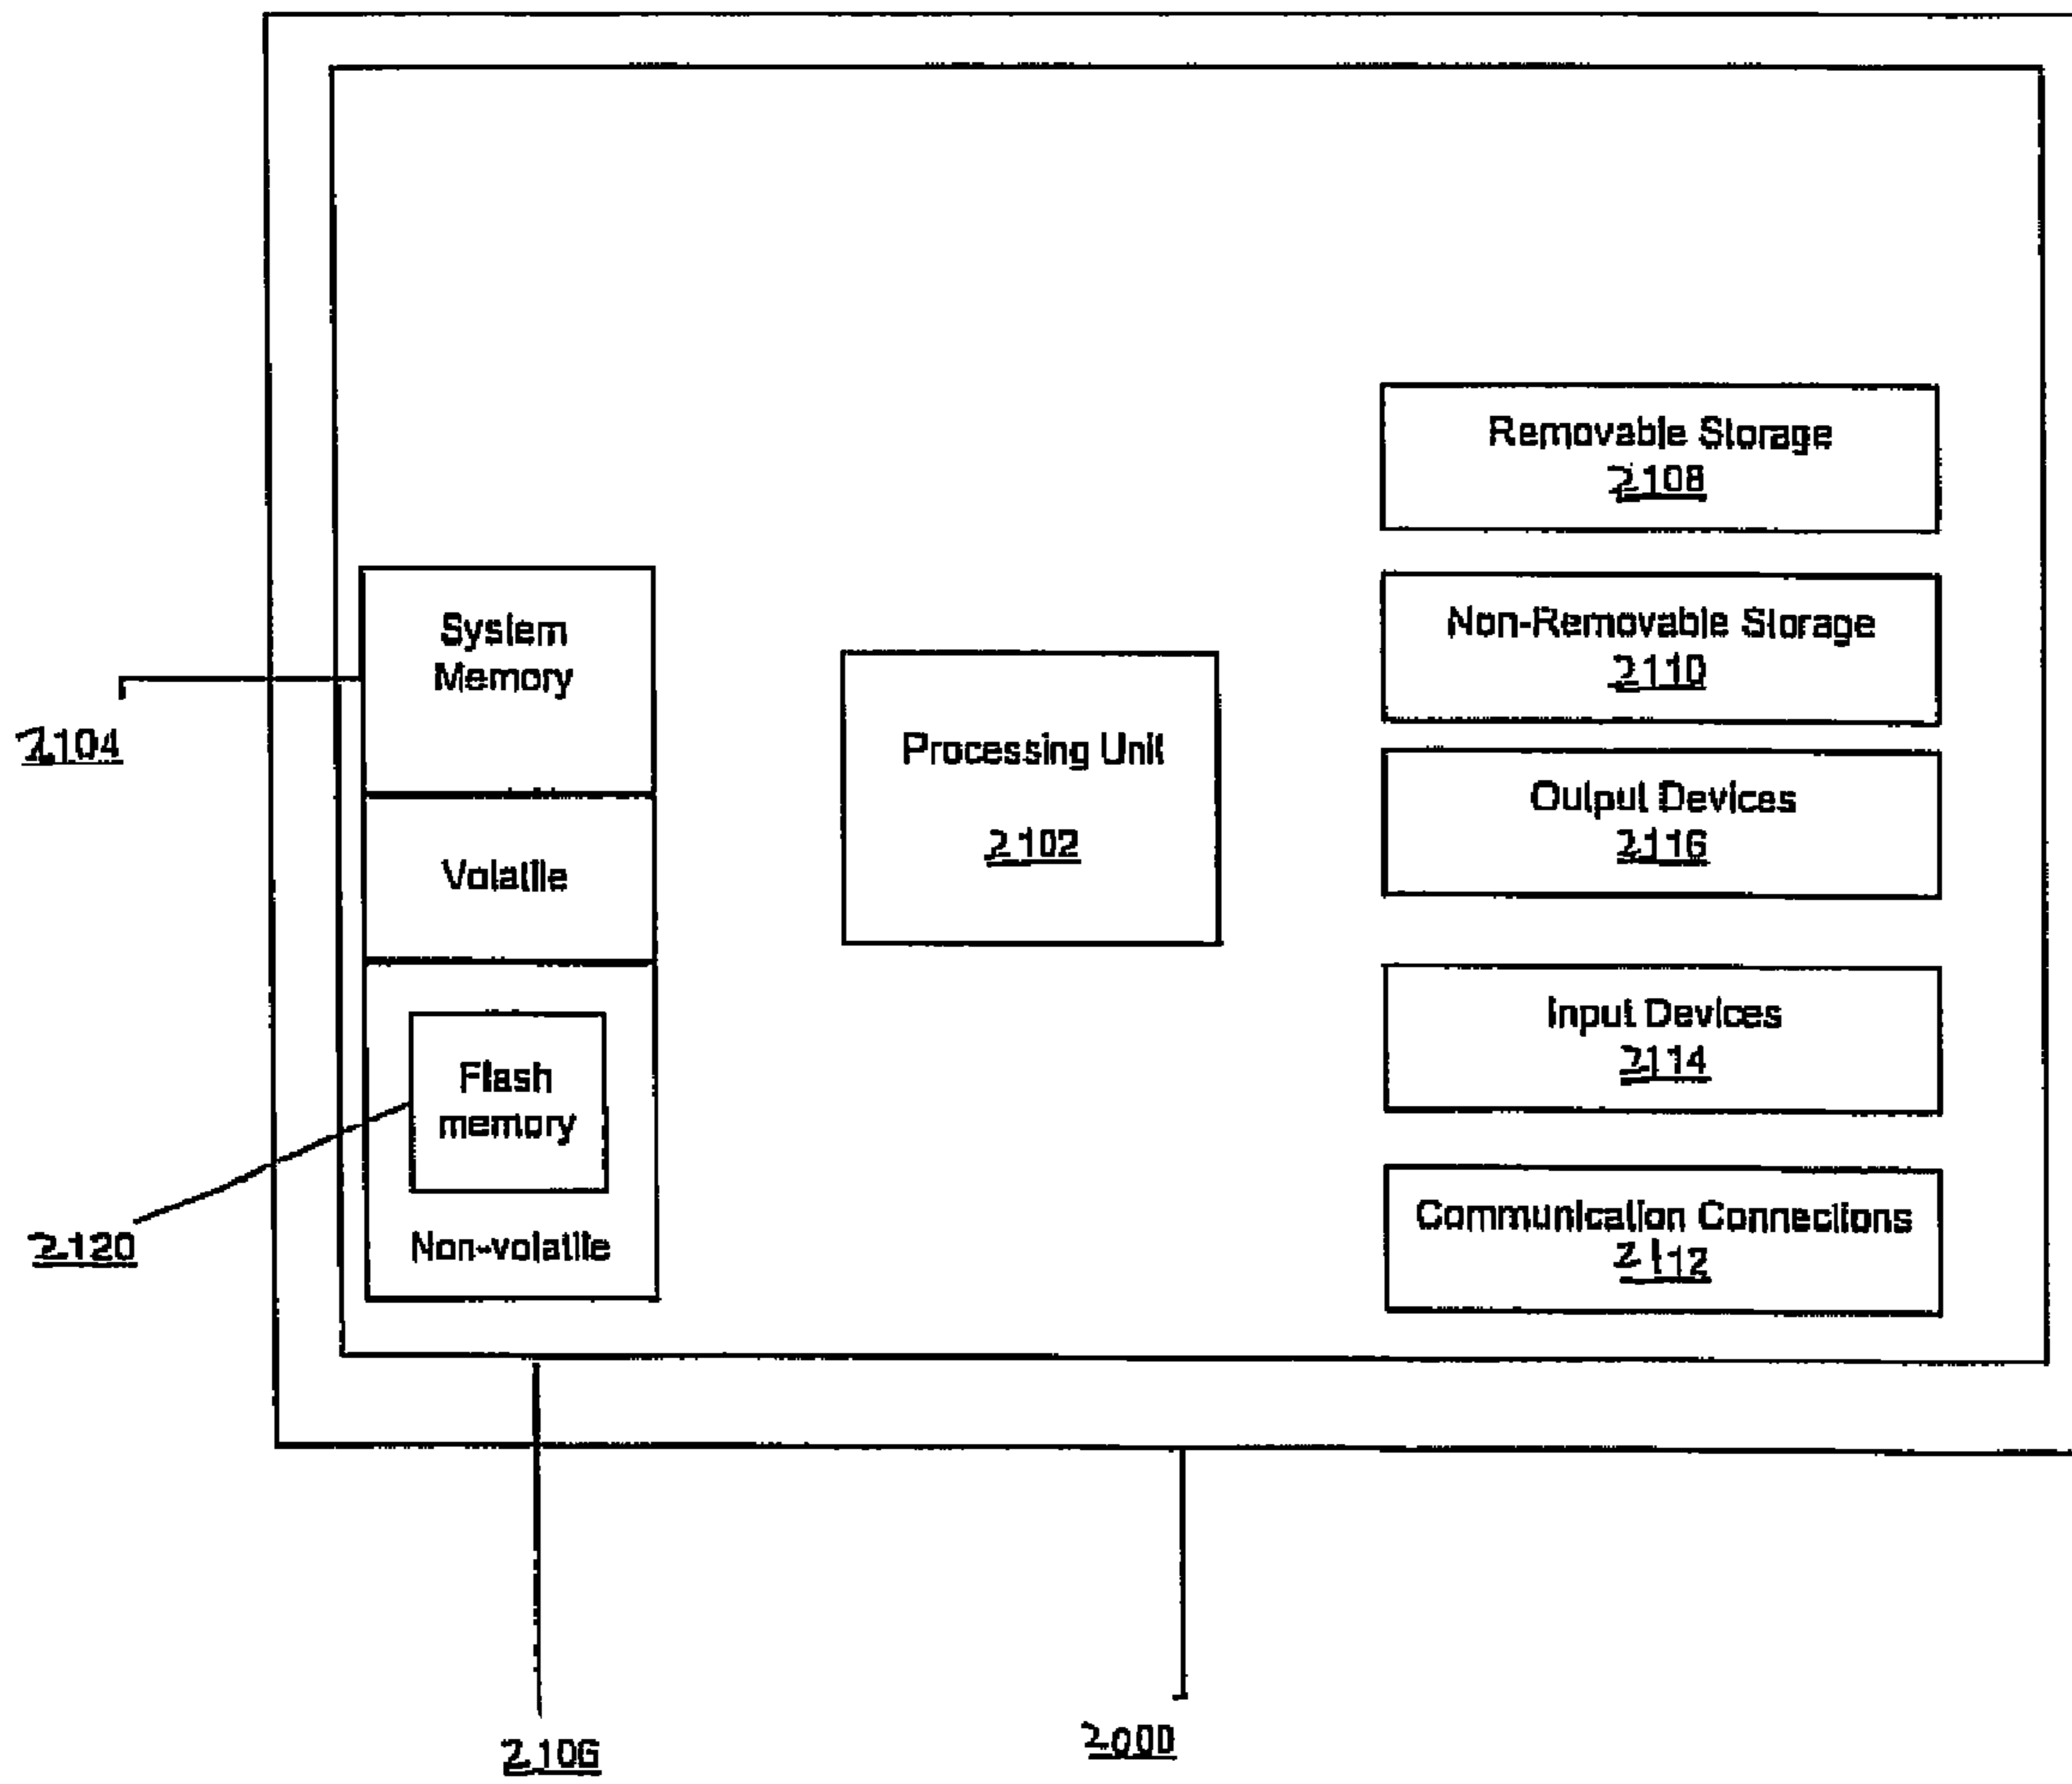 Removable Storage
2108
Non-Removable Storage
2110
System
Memory
2104
Processing Unit
2102
Output Devices
2116
Volatile
Input Devices
2114
Flash
memory
2120
Non-volatile
Communication Connections
2112
2106
2000